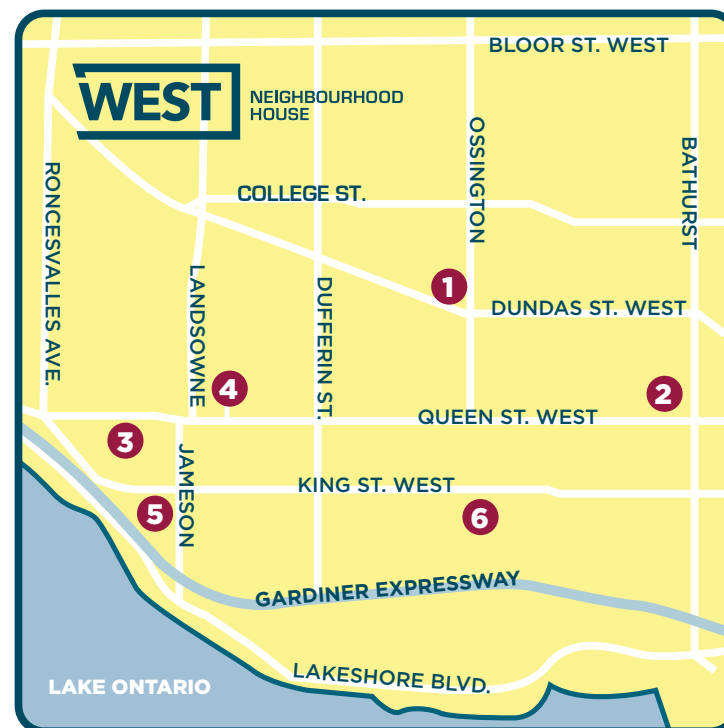 BLOOR ST. WEST
WEST
NEIGHBOURHOOD
HOUSE
RONCESVALLES AVE.
COLLEGE ST.
OSSINGTON
BATHURST
LANDSOWNE
DUFFERIN ST.
1
DUNDAS ST. WEST
4
2
QUEEN ST. WEST
3
JAMESON
KING ST. WEST
5
6
GARDINER EXPRESSWAY
LAKE ONTARIO
LAKESHORE BLVD.